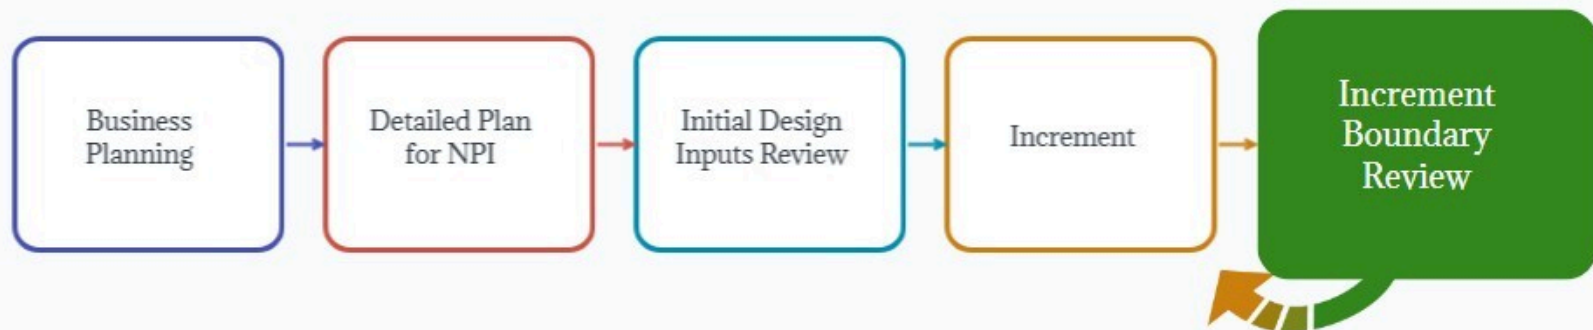 Business
Planning
Detailed Plan
for NPI
Initial Design
Inputs Review
Increment
Increment
Boundary
Review